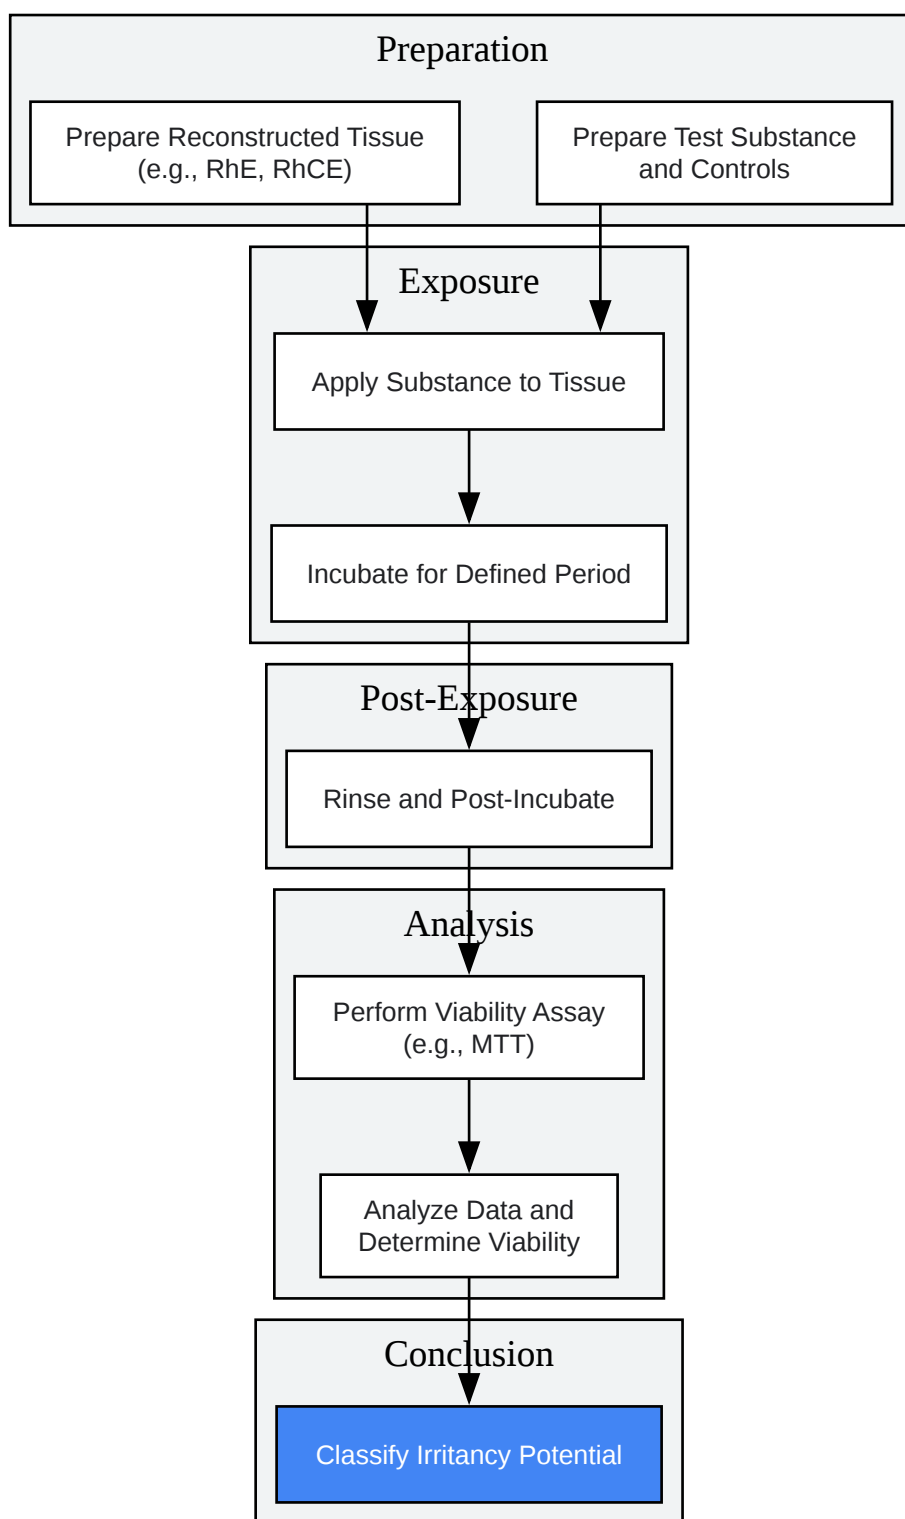 Preparation
Prepare Reconstructed Tissue
(e.g., RhE, RhCE)
Prepare Test Substance
and Controls
Exposure
Apply Substance to Tissue
Incubate for Defined Period
Post-Exposure
Rinse and Post-Incubate
Analysis
Perform Viability Assay
(e.g., MTT)
Analyze Data and
Determine Viability
Conclusion
Classify Irritancy Potential